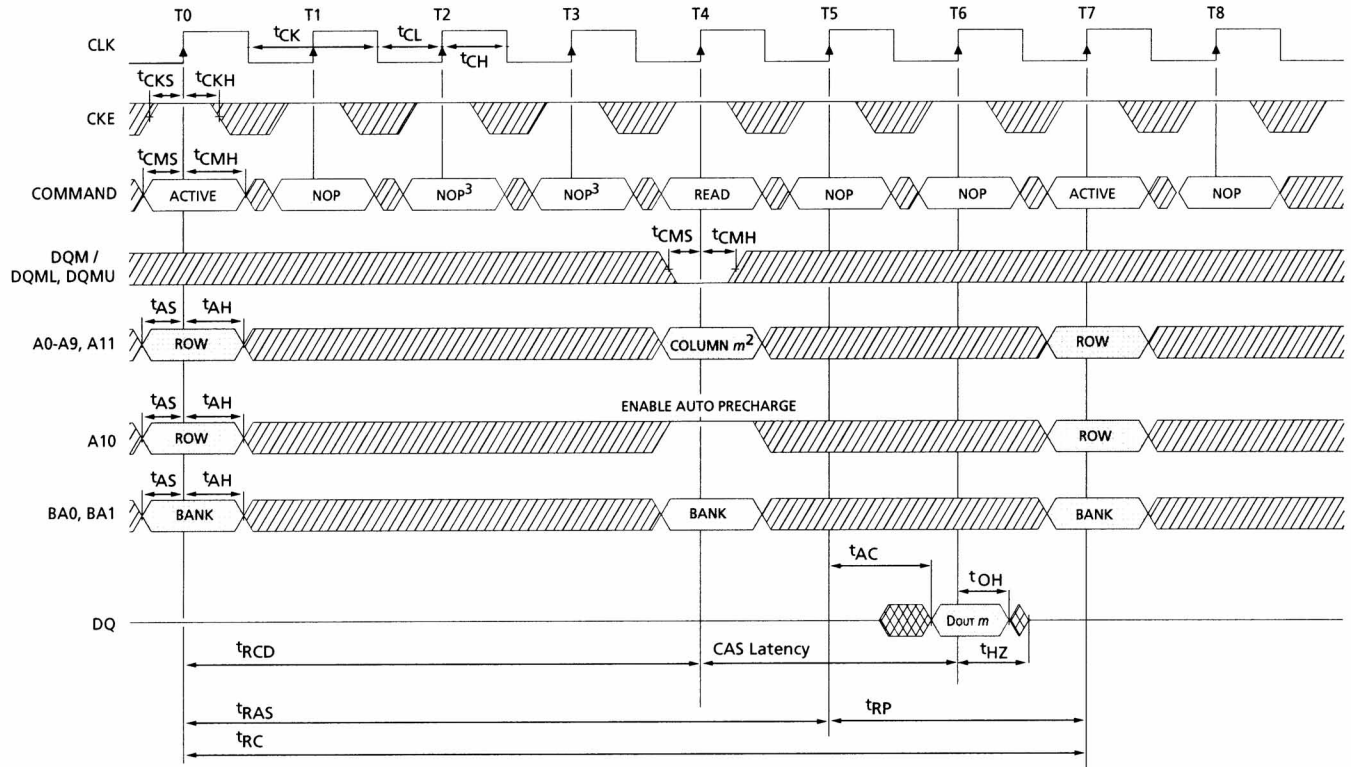 T0 T1 T2 T3 T4 T5 T6 T7 T8
CLK
tCK tCL
tCH
tCKS tCKH
CKE
tCMS tCMH
COMMAND ACTIVE NOP NOP3 NOP3 READ NOP NOP ACTIVE NOP
tCMS tCMH
DQM /
DQML, DQMU
tAS tAH
A0-A9, A11 ROW COLUMN m2 ROW
tAS tAH ENABLE AUTO PRECHARGE
A10 ROW ROW
tAS tAH
BA0, BA1 BANK BANK BANK
tAC
tOH
DQ DOUT m
tRCD CAS Latency tHZ
tRAS tRP
tRC